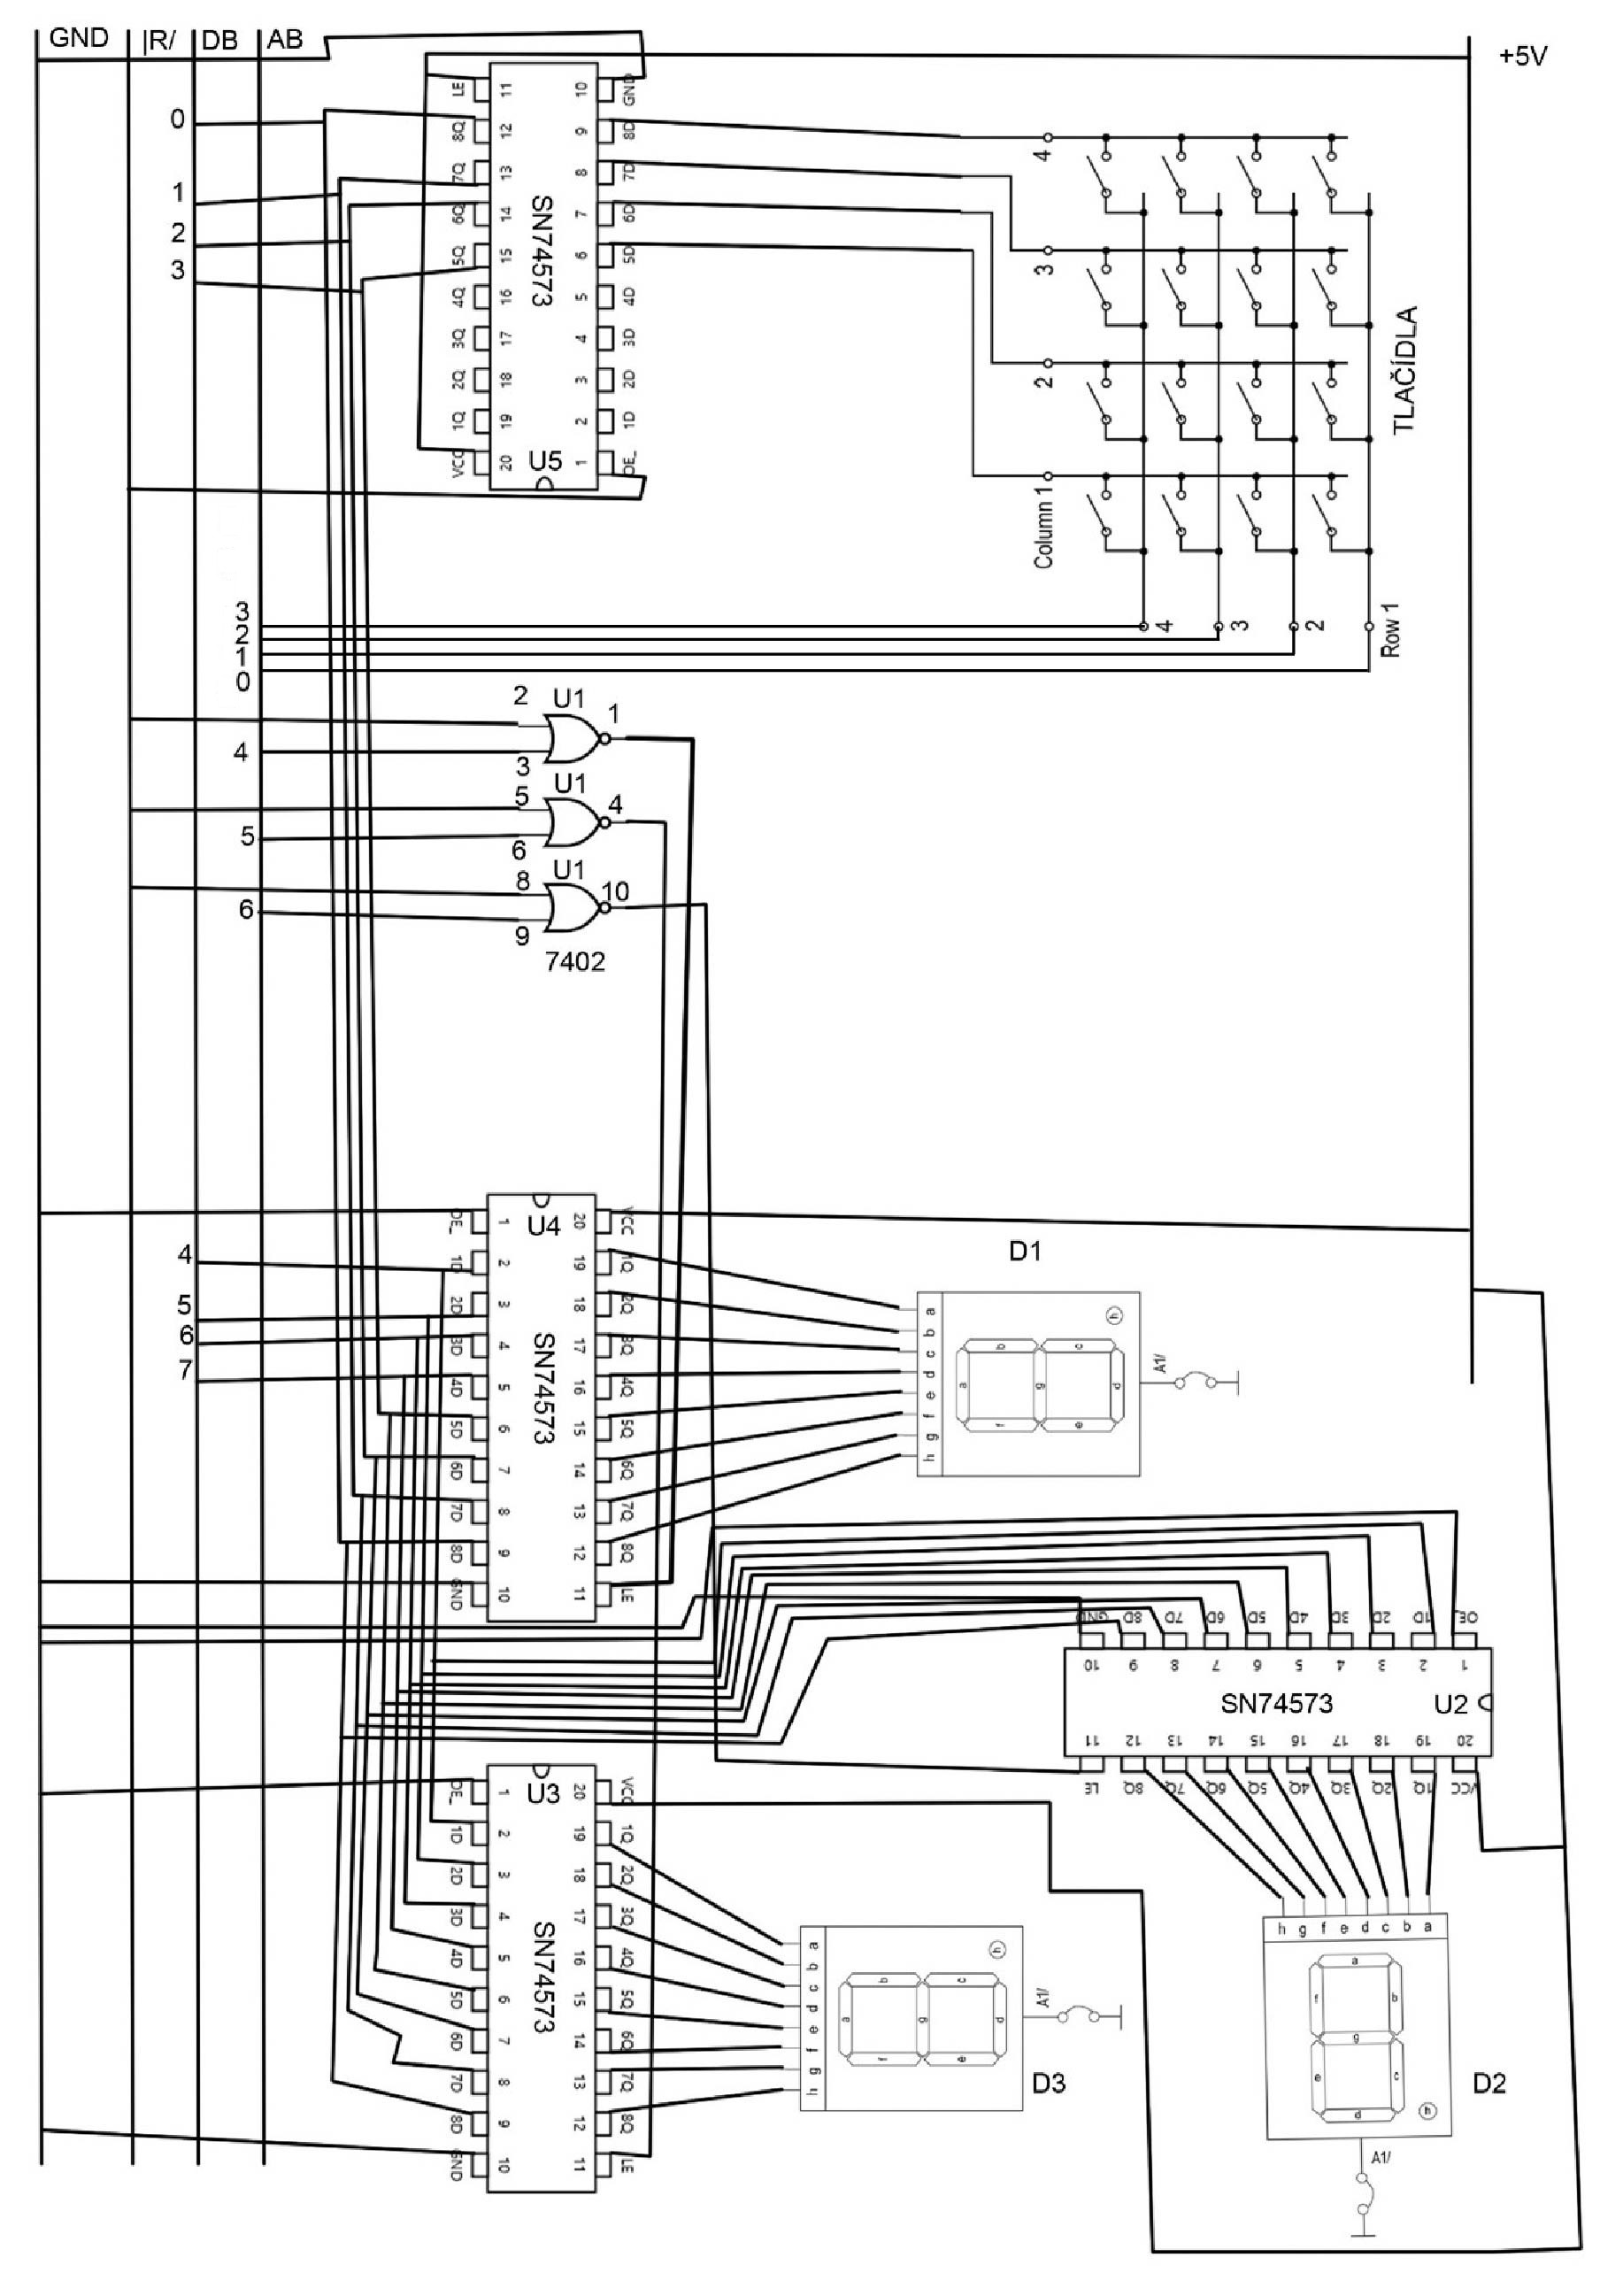 GND |R/ DB AB
+5V
0
1
2
3
LE 11 10 GND
8Q 12 9 8D
7Q 13 8 7D
6Q 14 7 6D
5Q 15 6 5D
4Q 16 5 4D
3Q 17 4 3D
2Q 18 3 2D
1Q 19 2 1D
VCC 20 1 OE_
SN74573
U5
4
3
2
Column 1
TLAČÍDLA
4
3
2
Row 1
3
2
1
0
2 U1 1
4
3
5 U1 4
5
6
8 U1 10
6
9
7402
OE_ 1 20 VCC
1D 2 19 1Q
2D 3 18 2Q
3D 4 17 3Q
4D 5 16 4Q
5D 6 15 5Q
6D 7 14 6Q
7D 8 13 7Q
8D 9 12 8Q
GND 10 11 LE
U4
SN74573
4
5
6
7
D1
a b c d e f g h
a b c d e f g h
A1/
GND 8D 7D 6D 5D 4D 3D 2D 1D OE_
10 9 8 7 6 5 4 3 2 1
SN74573 U2
11 12 13 14 15 16 17 18 19 20
LE 8Q 7Q 6Q 5Q 4Q 3Q 2Q 1Q VCC
OE_ 1 20 VCC
1D 2 19 1Q
2D 3 18 2Q
3D 4 17 3Q
4D 5 16 4Q
5D 6 15 5Q
6D 7 14 6Q
7D 8 13 7Q
8D 9 12 8Q
GND 10 11 LE
U3
SN74573
a b c d e f g h
a b c d e f g h
A1/
D3
h g f e d c b a
a b c d e f g h
A1/
D2